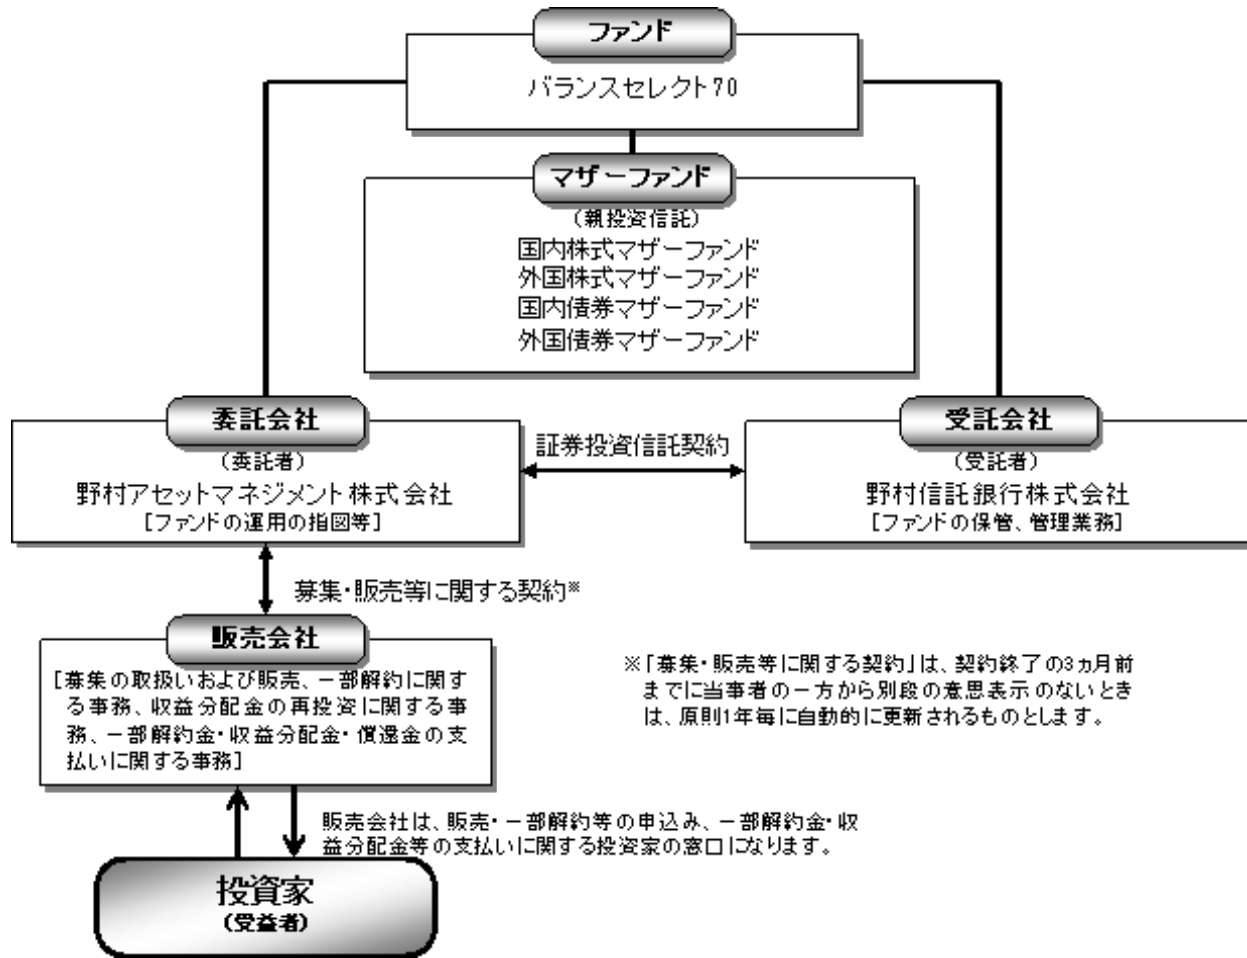 ファンド
バランスセレクト70
マザーファンド
(親投資信託)
国内株式マザーファンド
外国株式マザーファンド
国内債券マザーファンド
外国債券マザーファンド
委託会社
(委託者)
野村アセットマネジメント株式会社
[ファンドの運用の指図等]
証券投資信託契約
受託会社
(受託者)
野村信託銀行株式会社
[ファンドの保管、管理業務]
募集・販売等に関する契約※
販売会社
[募集の取扱いおよび販売、一部解約に関す
る事務、収益分配金の再投資に関する事
務、一部解約金・収益分配金・償還金の支
払いに関する事務]
※「募集・販売等に関する契約」は、契約終了の3ヵ月前
までに当事者の一方から別段の意思表示のないとき
は、原則1年毎に自動的に更新されるものとします。
販売会社は、販売・一部解約等の申込み、一部解約金・収
益分配金等の支払いに関する投資家の窓口になります。
投資家
(受益者)